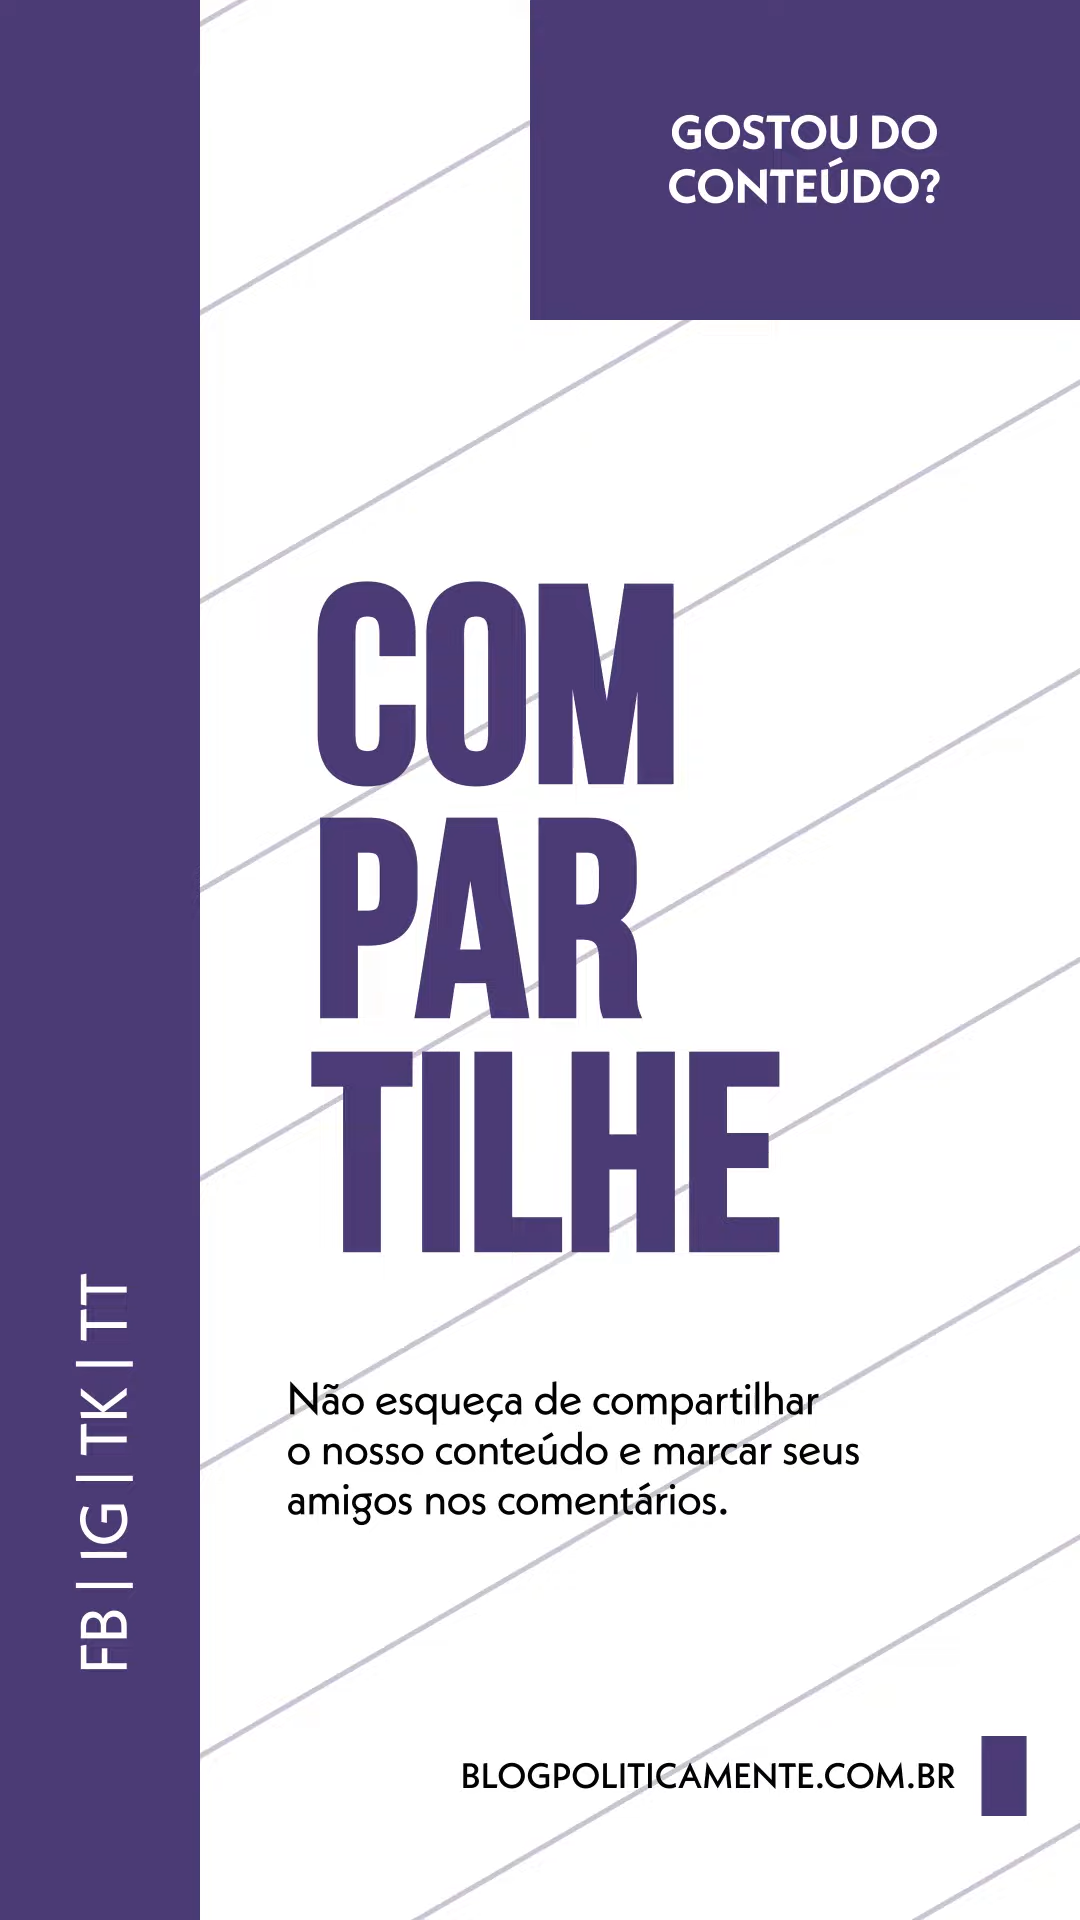 GOSTOU DO
CONTEÚDO?
COM
PAR
TILHE
Não esqueça de compartilhar
o nosso conteúdo e marcar seus
amigos nos comentários.
FB | IG | TK | TT
BLOGPOLITICAMENTE.COM.BR